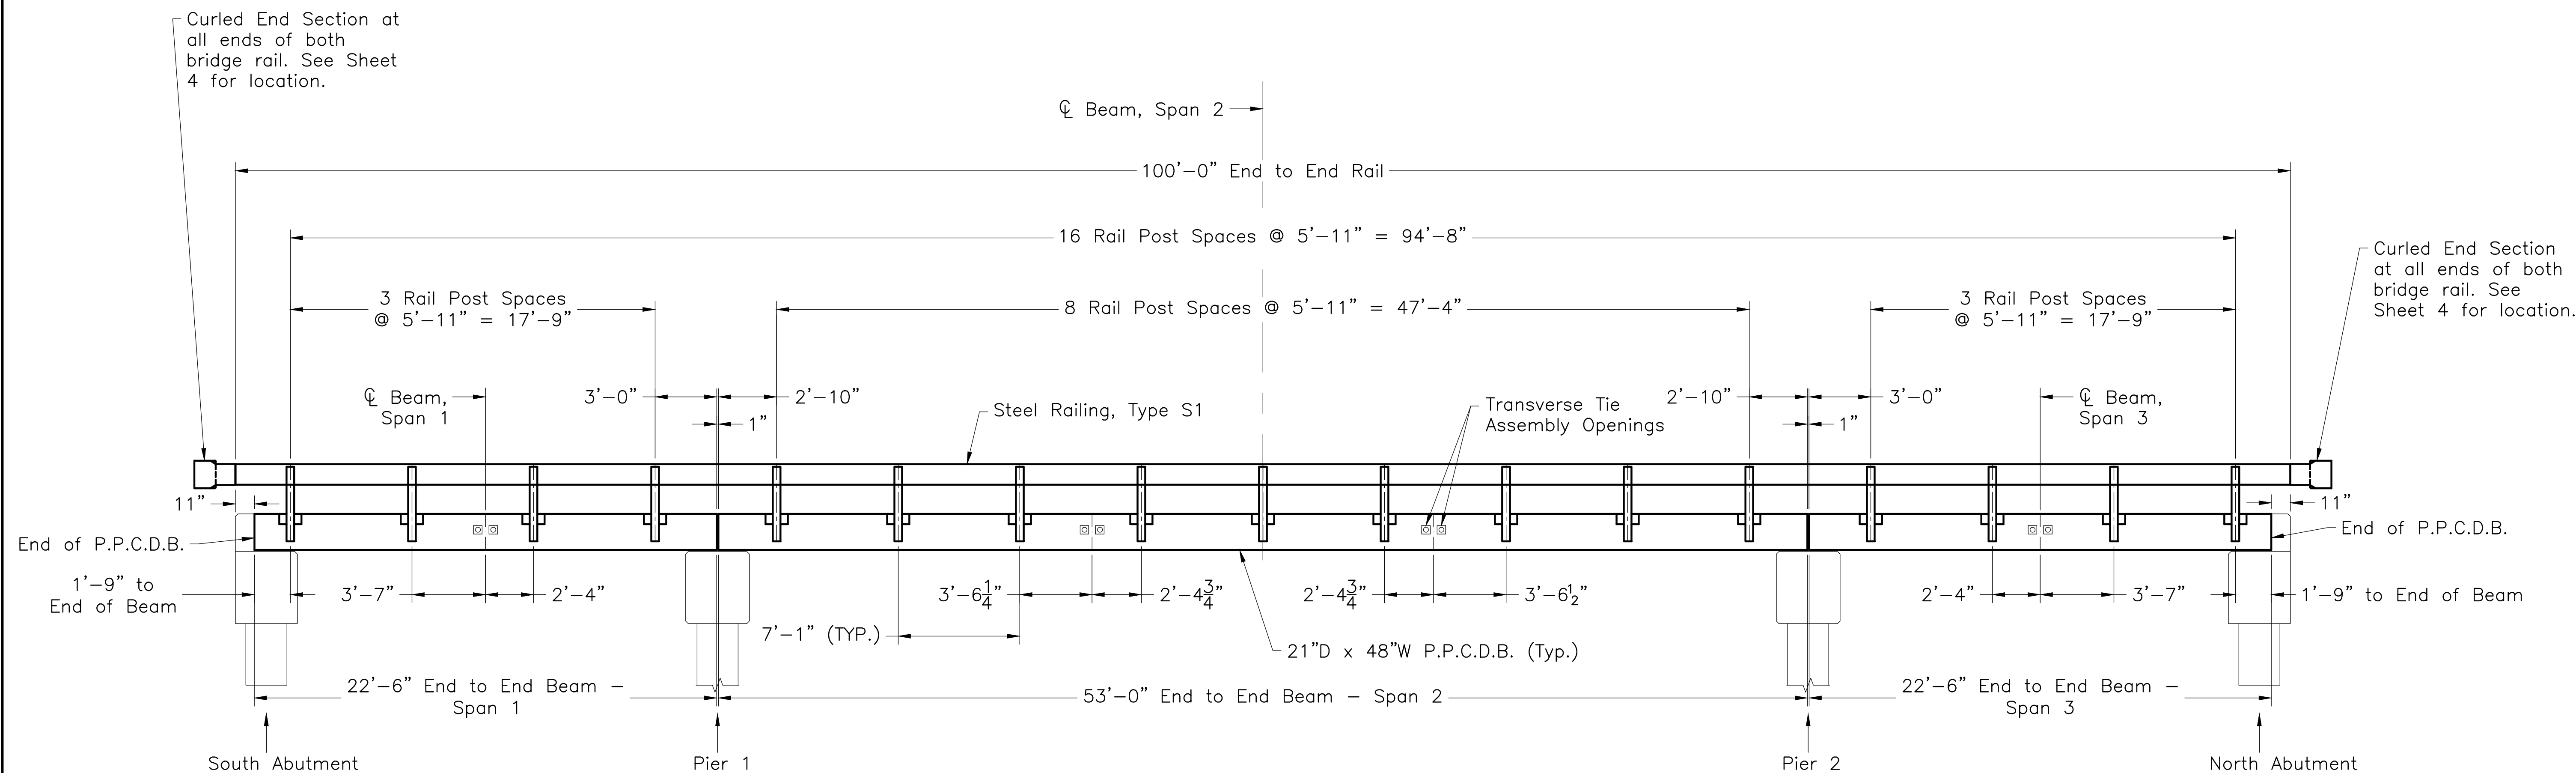 Curled End Section at
all ends of both
bridge rail. See Sheet
4 for location.
℄ Beam, Span 2
100'-0" End to End Rail
16 Rail Post Spaces @ 5'-11" = 94'-8"
Curled End Section
at all ends of both
bridge rail. See
Sheet 4 for location.
3 Rail Post Spaces
@ 5'-11" = 17'-9"
8 Rail Post Spaces @ 5'-11" = 47'-4"
3 Rail Post Spaces
@ 5'-11" = 17'-9"
℄ Beam,
Span 1
3'-0"
2'-10"
1"
Steel Railing, Type S1
Transverse Tie
Assembly Openings
2'-10"
3'-0"
1"
℄ Beam,
Span 3
11"
11"
End of P.P.C.D.B.
End of P.P.C.D.B.
1'-9" to
End of Beam
3'-7"
2'-4"
3'-6 1/4"
2'-4 3/4"
2'-4 3/4"
3'-6 1/2"
2'-4"
3'-7"
1'-9" to End of Beam
7'-1" (TYP.)
21"D x 48"W P.P.C.D.B. (Typ.)
22'-6" End to End Beam -
Span 1
53'-0" End to End Beam - Span 2
22'-6" End to End Beam -
Span 3
South Abutment
Pier 1
Pier 2
North Abutment